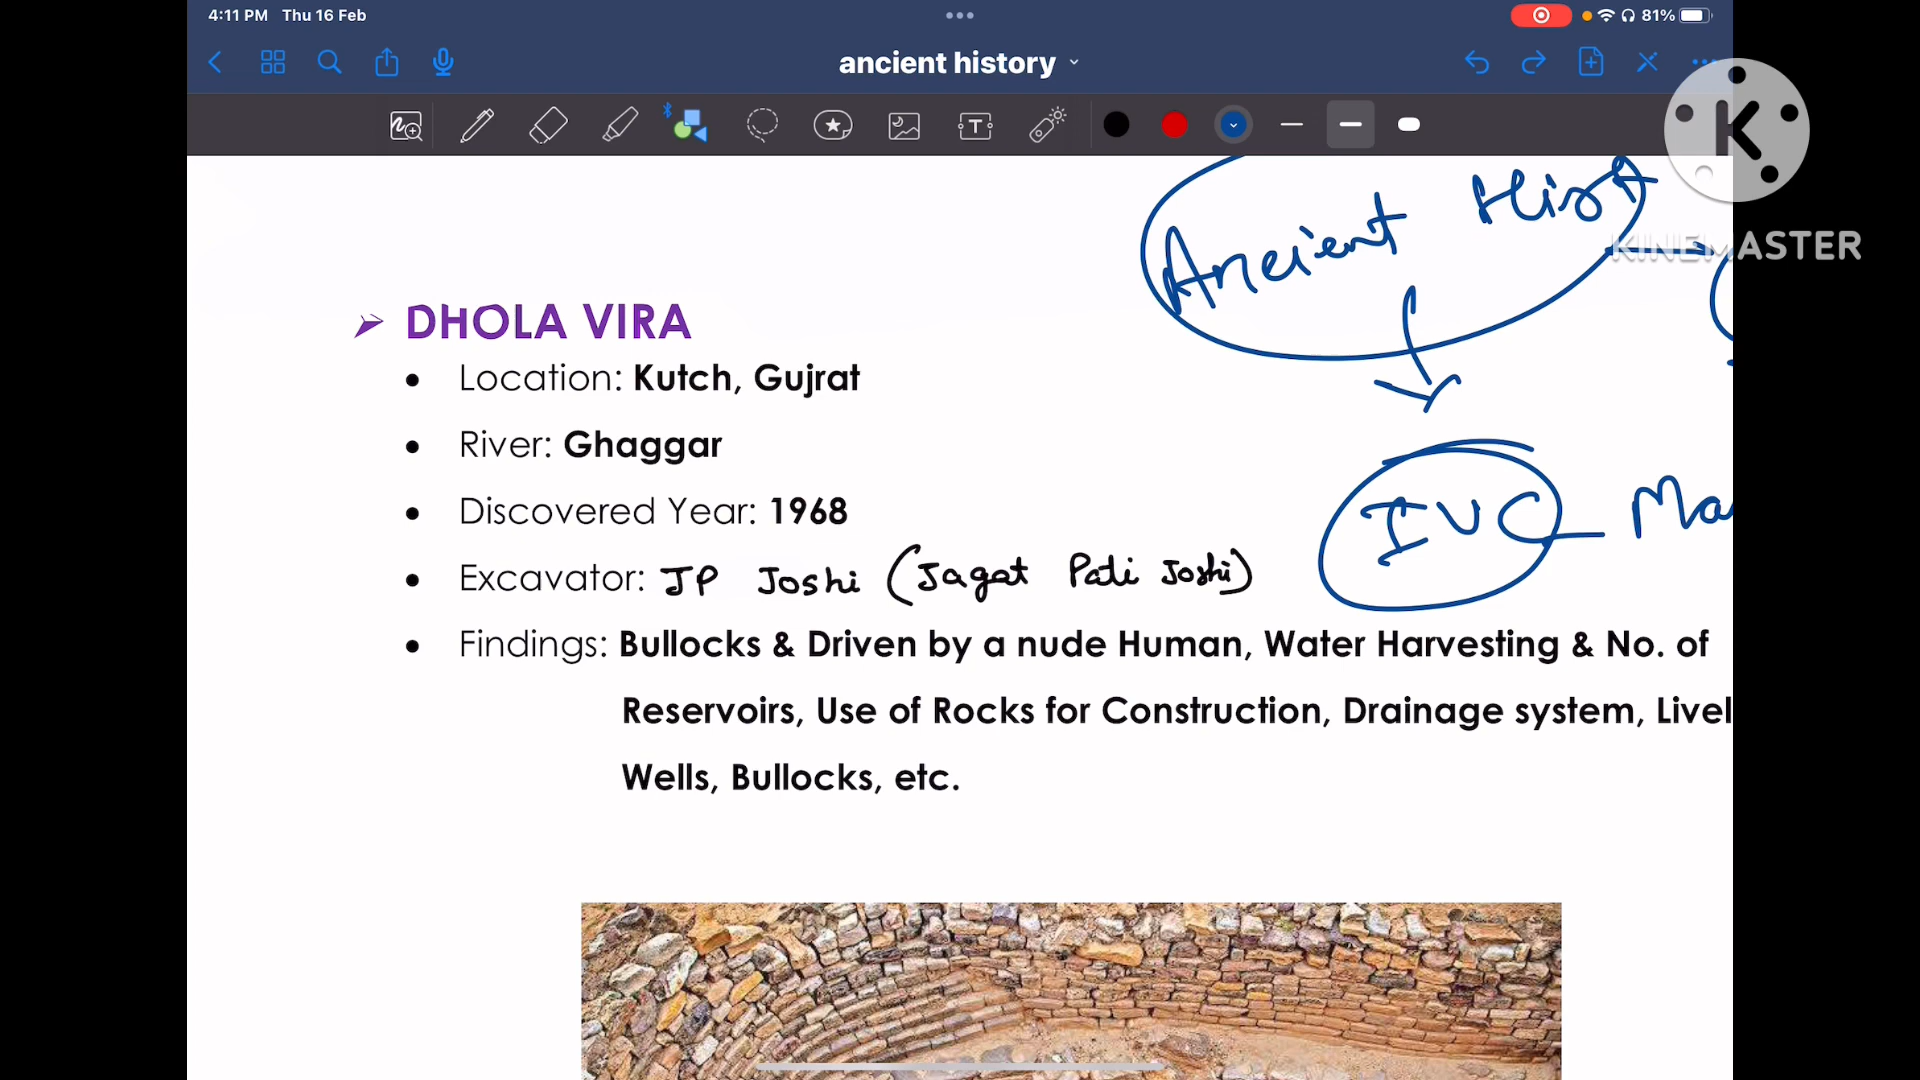 4:11 PM Thu 16 Feb
81%
ancient history
T
K
KINEMASTER
Ancient Hist
DHOLA VIRA
Location: Kutch, Gujrat
River: Ghaggar
Discovered Year: 1968
IVC Ma
Excavator: JP Joshi (Jagat Pati Joshi)
Findings: Bullocks & Driven by a nude Human, Water Harvesting & No. of
Reservoirs, Use of Rocks for Construction, Drainage system, Livel
Wells, Bullocks, etc.